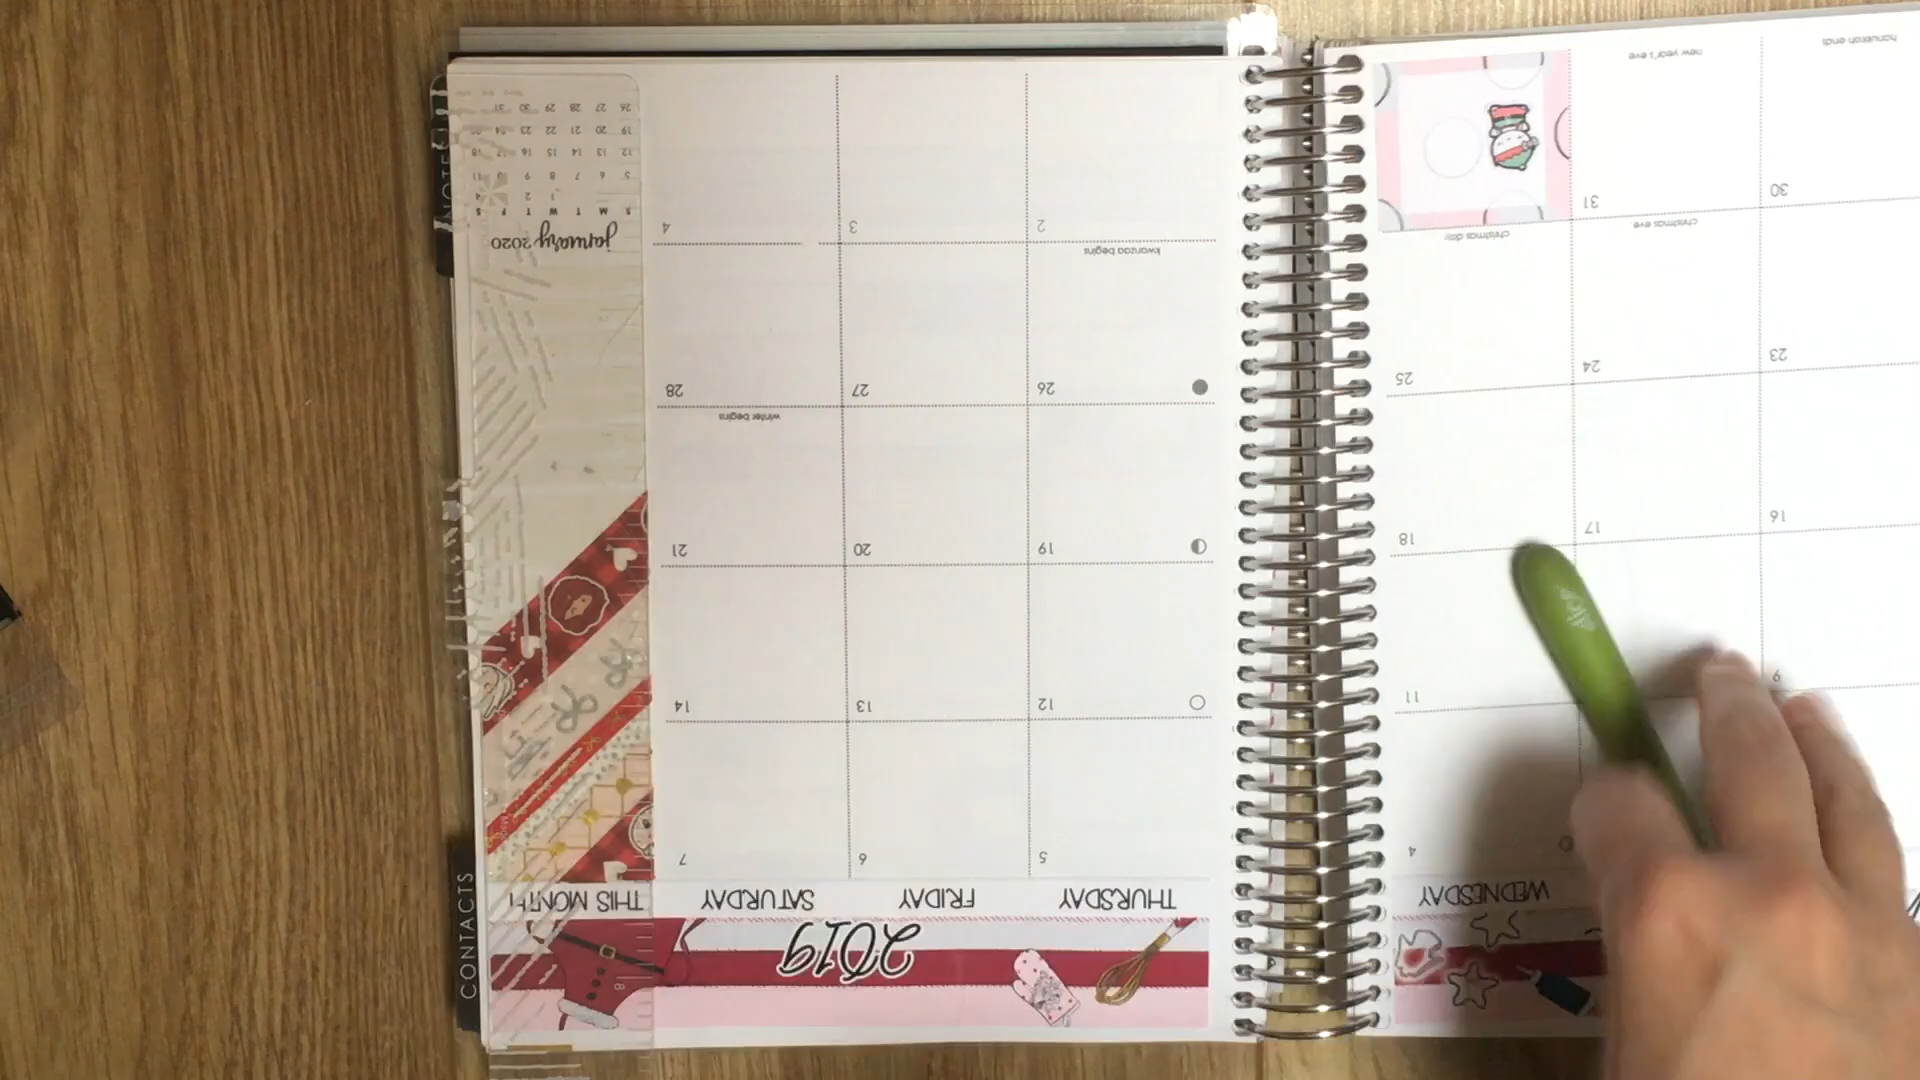 2019
WEDNESDAY THURSDAY FRIDAY SATURDAY THIS MONTH
4 5 6 7
9 11 12 13 14
16 17 18 19 20 21
winter begins
23 24 25 26 27 28
hanukkah ends christmas eve christmas day kwanzaa begins
30 31 2 3 4
new year's eve
january 2020
S M T W T F S
1 2 4
5 6 7 8 9 11
12 13 14 15 16 17 18
19 20 21 22 23 24
26 27 28 29 30 31
CONTACTS
NOTES